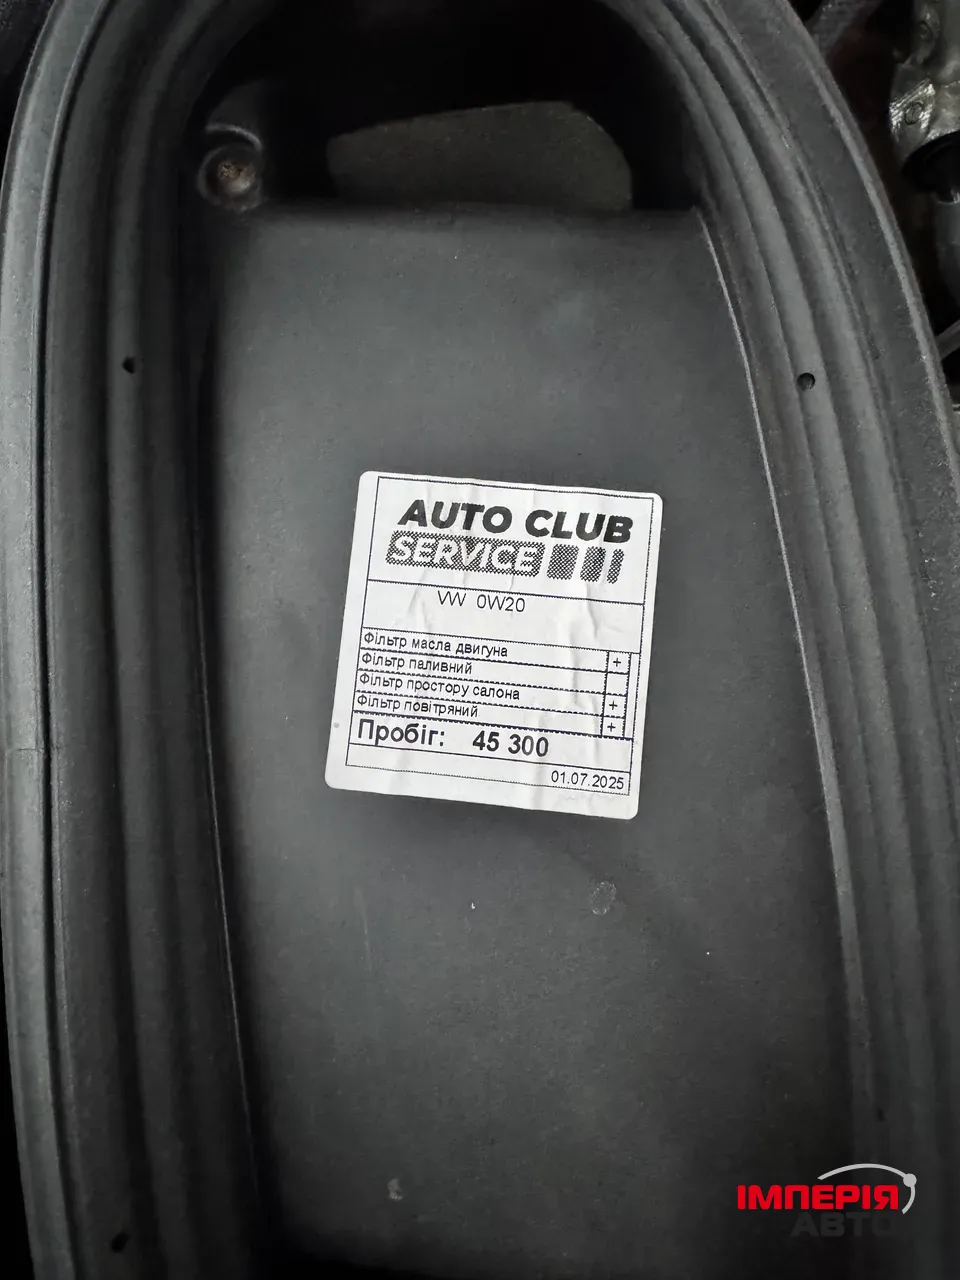 AUTO CLUB
SERVICE
VW 0W20
Фільтр масла двигуна +
Фільтр паливний
Фільтр простору салона +
Фільтр повітряний +
Пробіг: 45 300
01.07.2025
ІМПЕРІЯ
АВТО